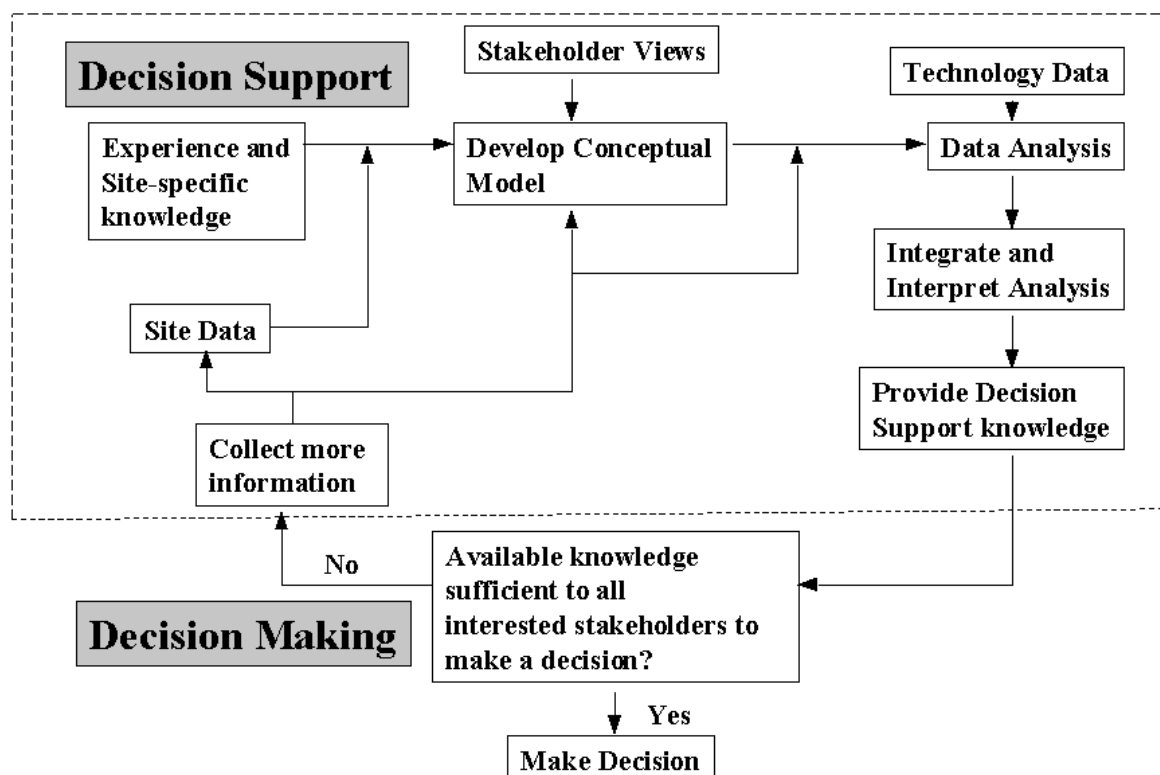 Decision Support
Stakeholder Views
Technology Data
Experience and
Site-specific
knowledge
Develop Conceptual
Model
Data Analysis
Integrate and
Interpret Analysis
Site Data
Provide Decision
Support knowledge
Collect more
information
No
Available knowledge
sufficient to all
interested stakeholders to
make a decision?
Decision Making
Yes
Make Decision